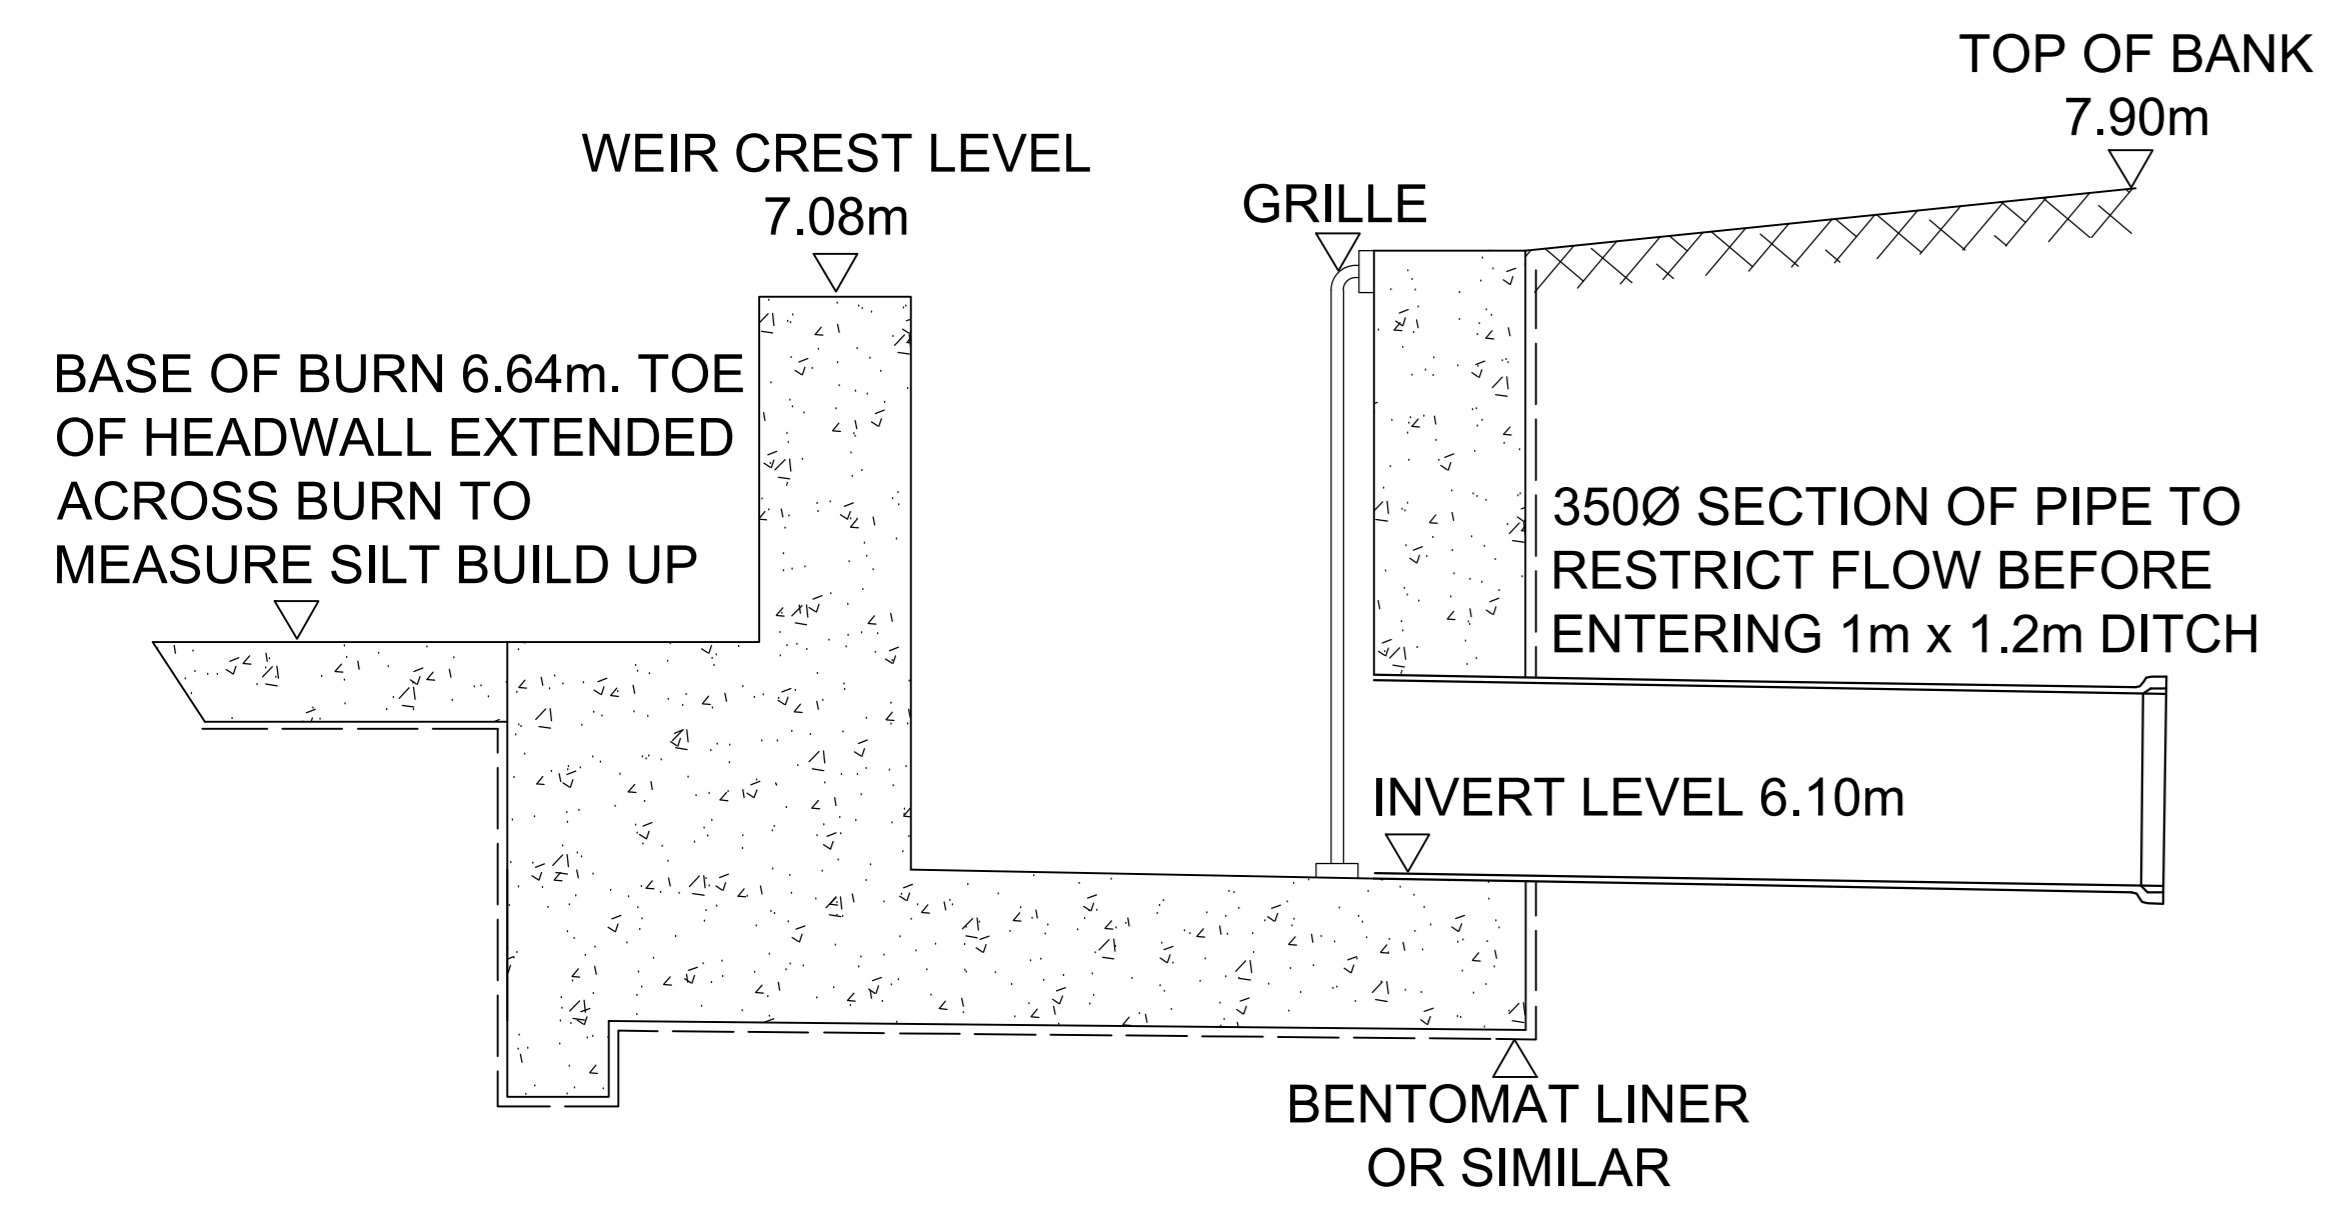 TOP OF BANK
7.90m
WEIR CREST LEVEL
7.08m
GRILLE
BASE OF BURN 6.64m. TOE
OF HEADWALL EXTENDED
ACROSS BURN TO
MEASURE SILT BUILD UP
350Ø SECTION OF PIPE TO
RESTRICT FLOW BEFORE
ENTERING 1m x 1.2m DITCH
INVERT LEVEL 6.10m
BENTOMAT LINER
OR SIMILAR